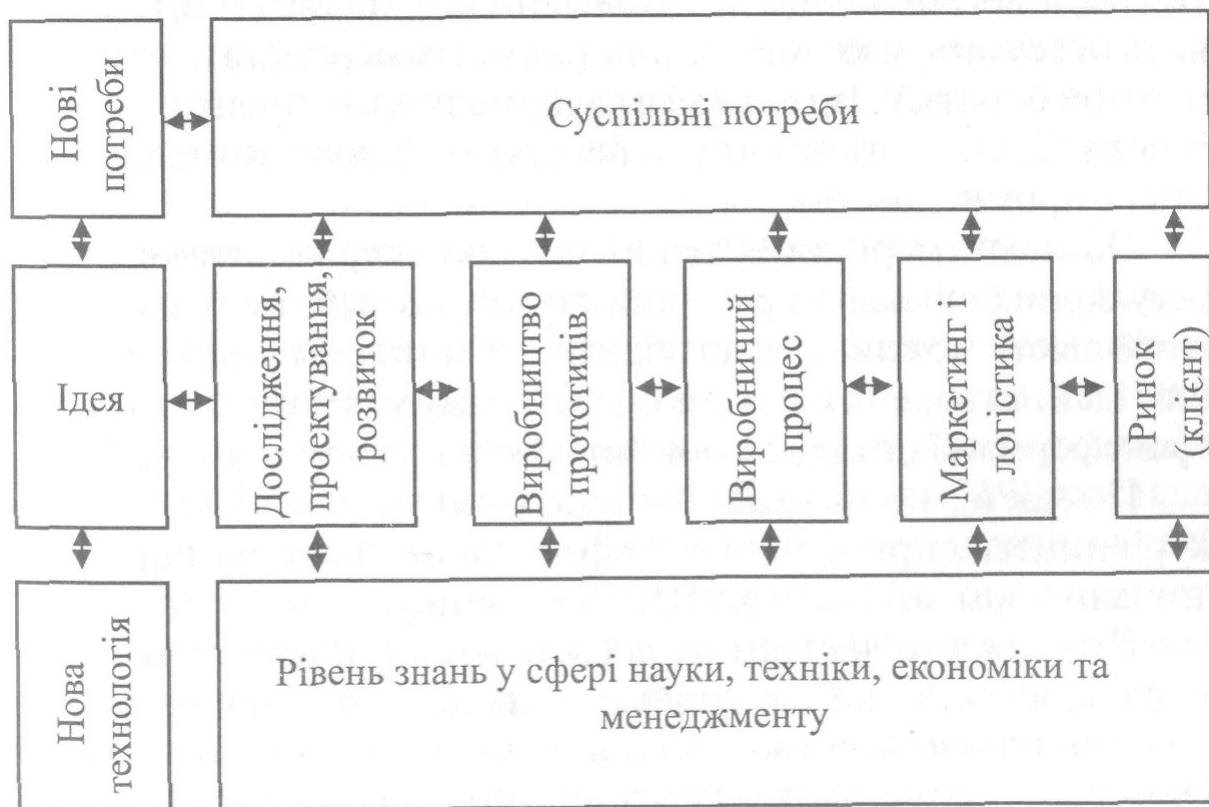 Нові
потреби
Суспільні потреби
Ідея
Дослідження,
проектування,
розвиток
Виробництво
прототипів
Виробничий
процес
Маркетинг
логістика
Ринок
(клієнт)
Нова
технологія
Рівень знань у сфері науки, техніки, економіки та
менеджменту